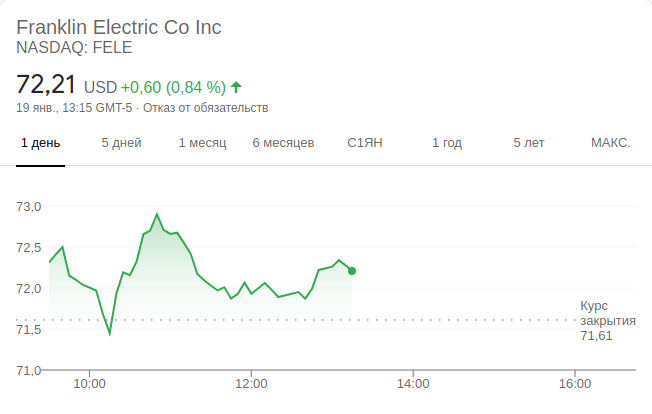 Franklin Electric Co Inc
NASDAQ: FELE
72,21 USD +0,60 (0,84 %)
19 янв., 13:15 GMT-5 · Отказ от обязательств
1 день 5 дней 1 месяц 6 месяцев С1ЯН 1 год 5 лет МАКС.
73,0
72,5
72,0
Курс
закрытия
71,61
71,5
71,0
10:00 12:00 14:00 16:00